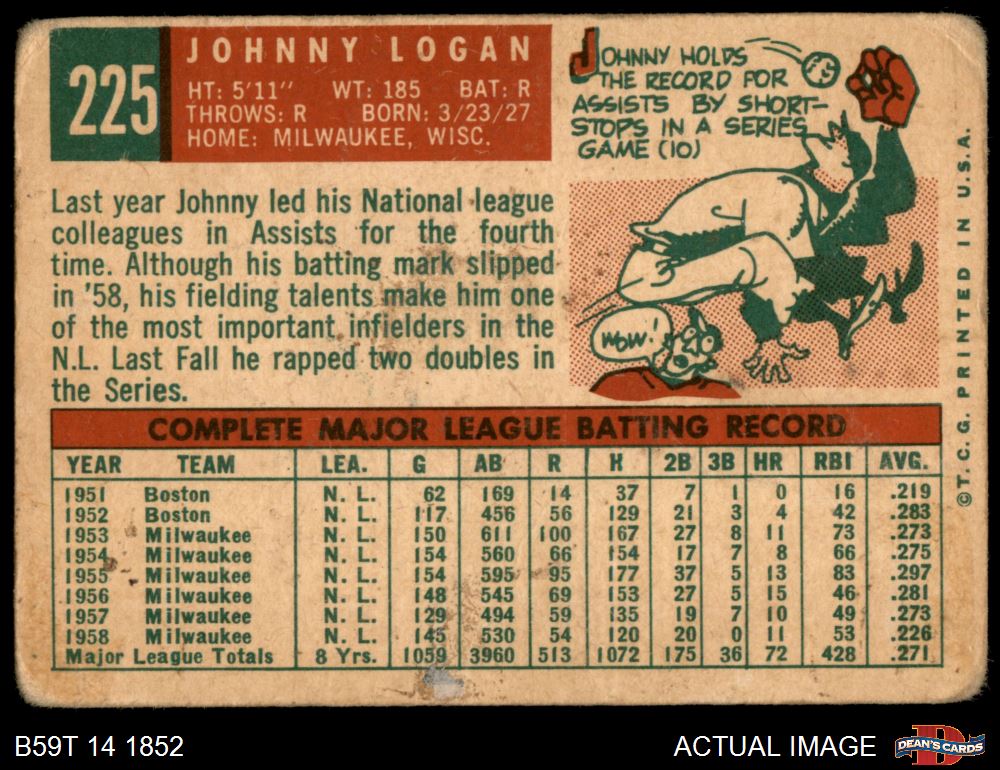 225
JOHNNY LOGAN
HT: 5'11" WT: 185 BAT: R
THROWS: R BORN: 3/23/27
HOME: MILWAUKEE, WISC.
JOHNNY HOLDS
THE RECORD FOR
ASSISTS BY SHORT-
STOPS IN A SERIES
GAME (10)
WOW!
Last year Johnny led his National league
colleagues in Assists for the fourth
time. Although his batting mark slipped
in '58, his fielding talents make him one
of the most important infielders in the
N.L. Last Fall he rapped two doubles in
the Series.
©T.C.G. PRINTED IN U.S.A.
COMPLETE MAJOR LEAGUE BATTING RECORD
YEAR TEAM LEA. G AB R H 2B 3B HR RBI AVG.
1951 Boston N. L. 62 169 14 37 7 1 0 16 .219
1952 Boston N. L. 117 456 56 129 21 3 4 42 .283
1953 Milwaukee N. L. 150 611 100 167 27 8 11 73 .273
1954 Milwaukee N. L. 154 560 66 154 17 7 8 66 .275
1955 Milwaukee N. L. 154 595 95 177 37 5 13 83 .297
1956 Milwaukee N. L. 148 545 69 153 27 5 15 46 .281
1957 Milwaukee N. L. 129 494 59 135 19 7 10 49 .273
1958 Milwaukee N. L. 145 530 54 120 20 0 11 53 .226
Major League Totals 8 Yrs. 1059 3960 513 1072 175 36 72 428 .271
B59T 14 1852
ACTUAL IMAGE
D
DEAN'S CARDS